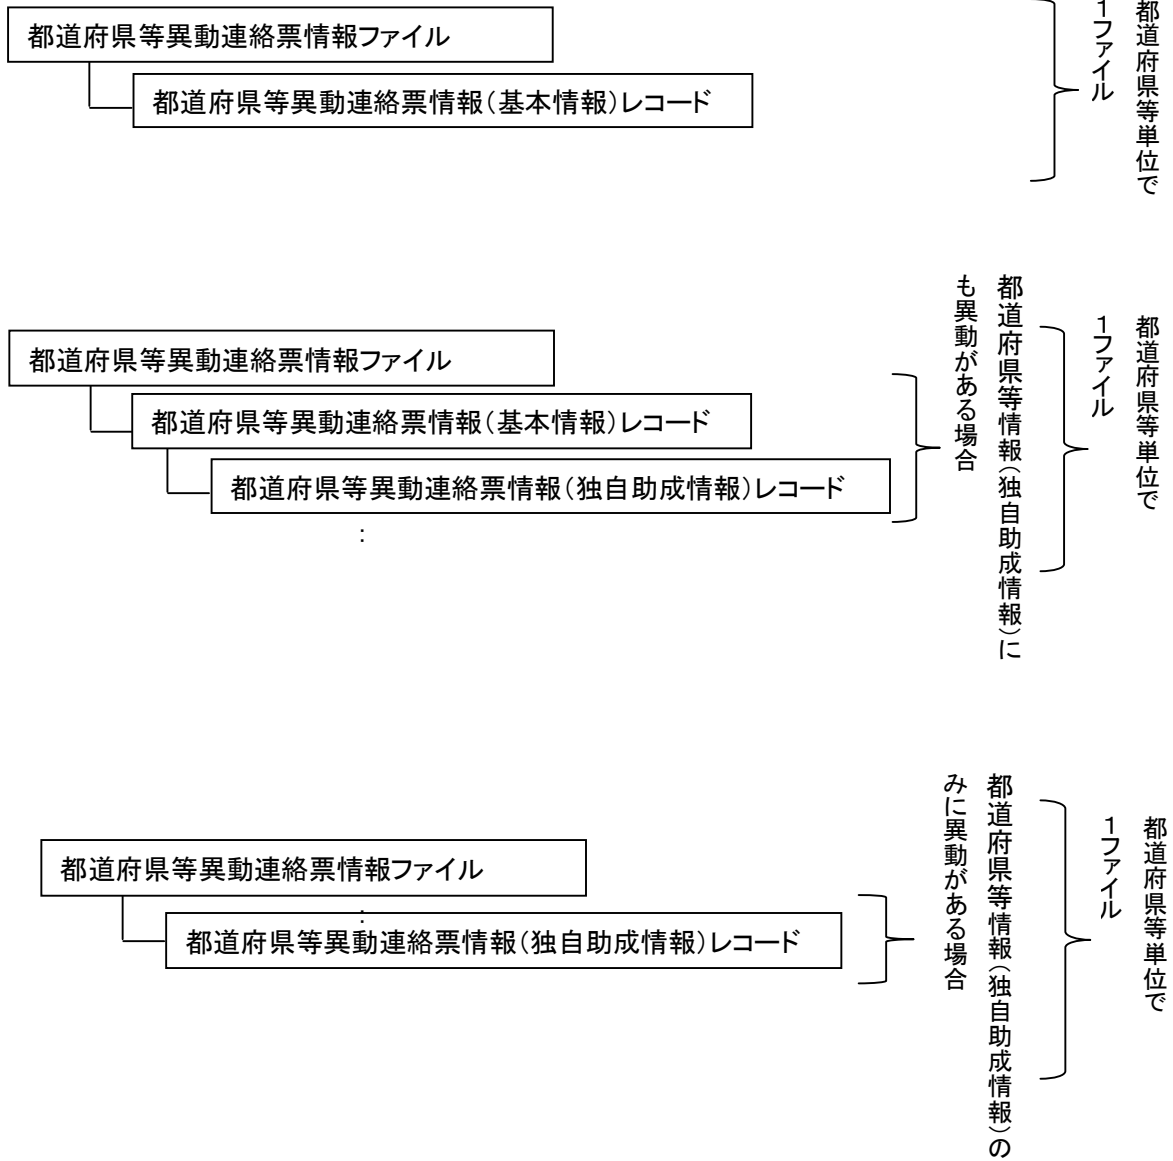 都道府県等異動連絡票情報ファイル
都道府県等異動連絡票情報（基本情報）レコード
都道府県等単位で
１ファイル
都道府県等異動連絡票情報ファイル
都道府県等異動連絡票情報（基本情報）レコード
都道府県等異動連絡票情報（独自助成情報）レコード
：
都道府県等情報（独自助成情報）に
も異動がある場合
都道府県等単位で
１ファイル
都道府県等異動連絡票情報ファイル
：
都道府県等異動連絡票情報（独自助成情報）レコード
都道府県等情報（独自助成情報）の
みに異動がある場合
都道府県等単位で
１ファイル